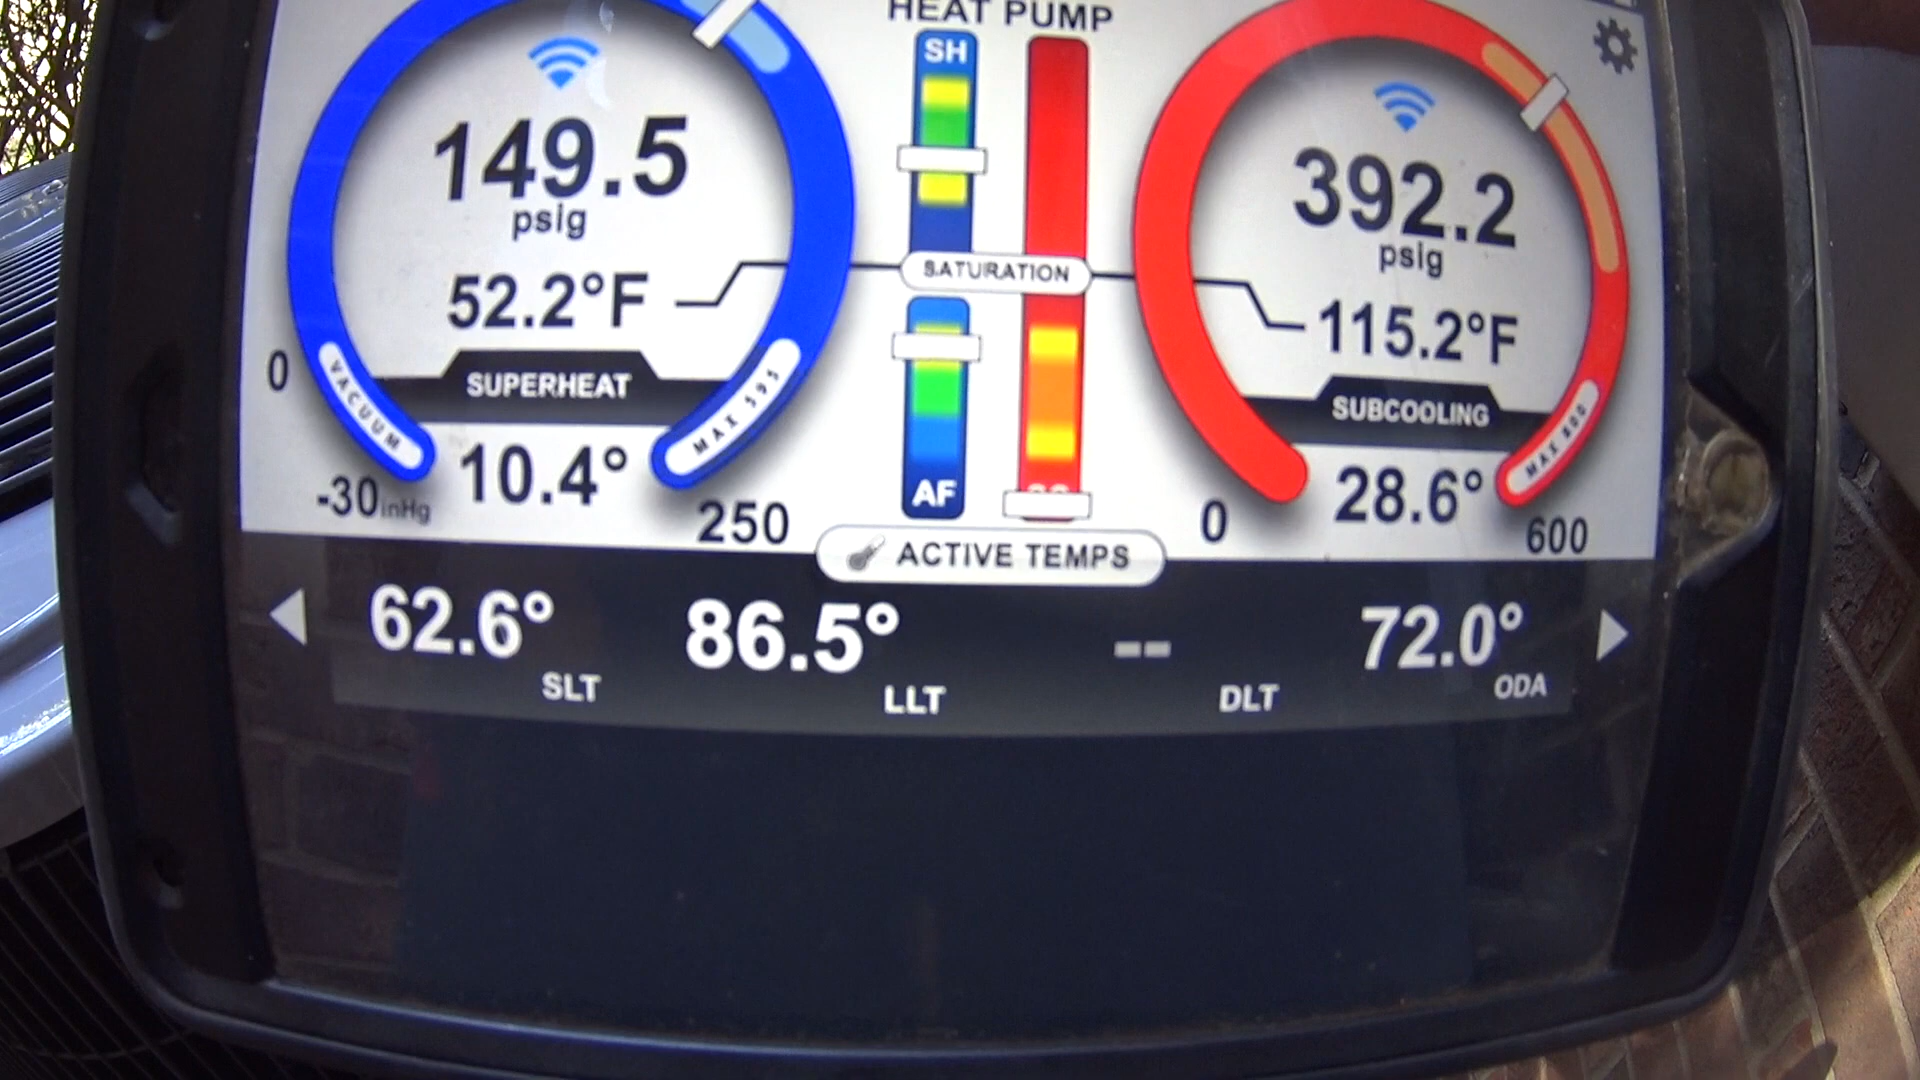 HEAT PUMP
SH
149.5
psig
52.2°F
SATURATION
392.2
psig
115.2°F
0
VACUUM
SUPERHEAT
MAX 595
SUBCOOLING
MAX 800
-30inHg
10.4°
250
AF
0
28.6°
600
ACTIVE TEMPS
62.6°
SLT
86.5°
LLT
--
DLT
72.0°
ODA